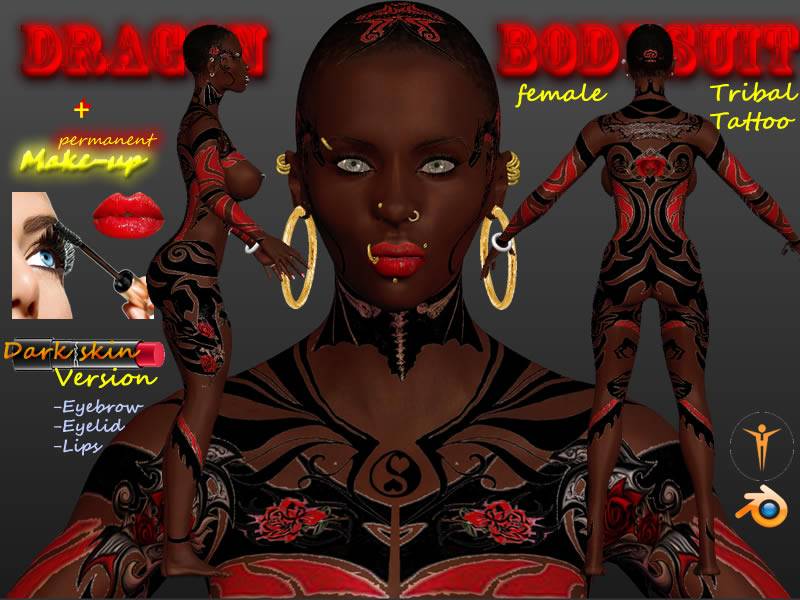 DRAGON BODYSUIT
+
permanent
Make-up
female
Tribal
Tattoo
Dark skin
Version
-Eyebrow
-Eyelid
-Lips